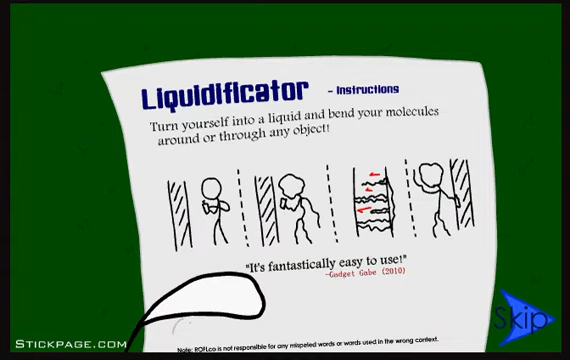 Liquidificator - Instructions
Turn yourself into a liquid and bend your molecules
around or through any object!
"It's fantastically easy to use!"
-Gadget Gabe (2010)
Skip
STICKPAGE.COM
Note: ROFLco is not responsible for any mispeled words or words used in the wrong context.